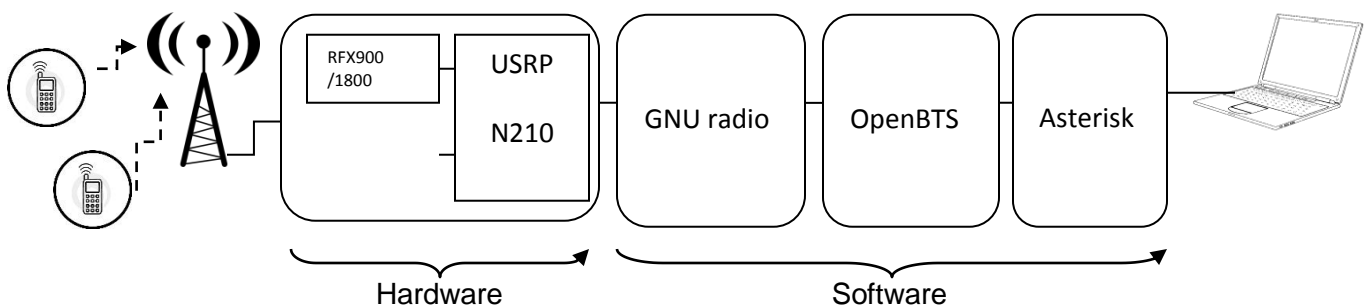 RFX900
/1800
USRP
N210
GNU radio
OpenBTS
Asterisk
Hardware
Software